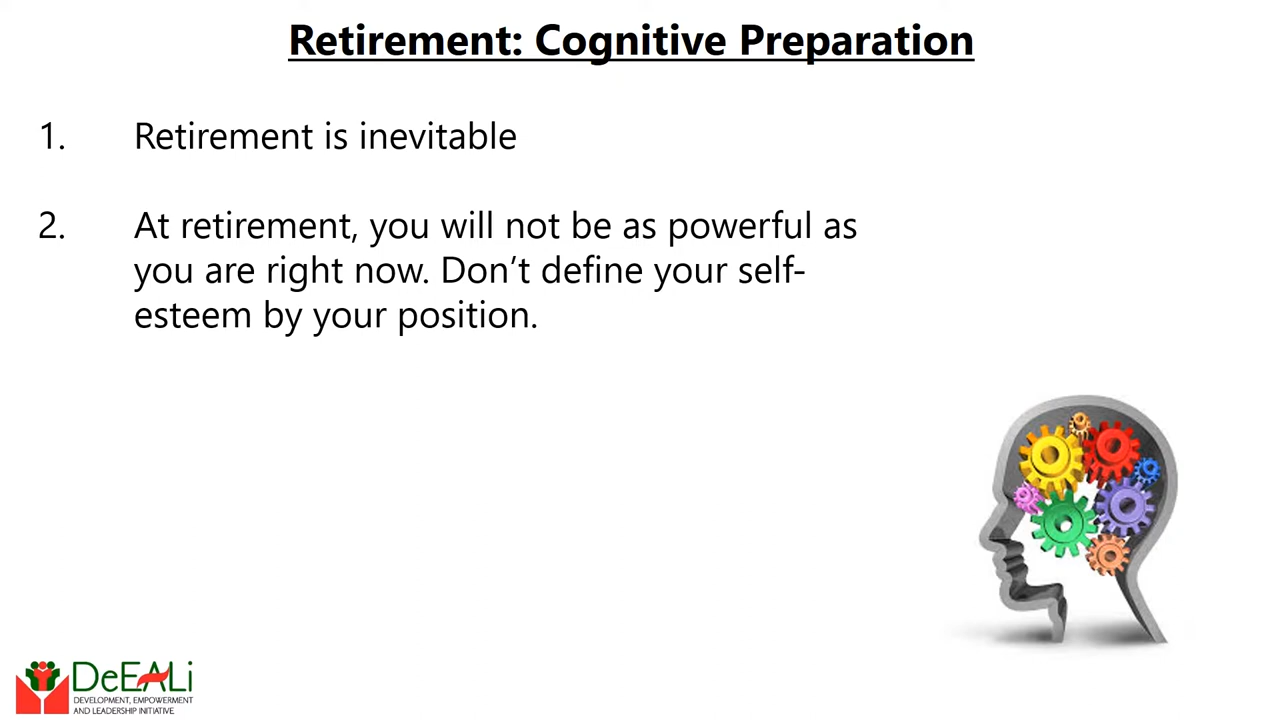 Retirement: Cognitive Preparation
1. Retirement is inevitable
2. At retirement, you will not be as powerful as
you are right now. Don’t define your self-
esteem by your position.
DeEALi
DEVELOPMENT, EMPOWERMENT
AND LEADERSHIP INITIATIVE